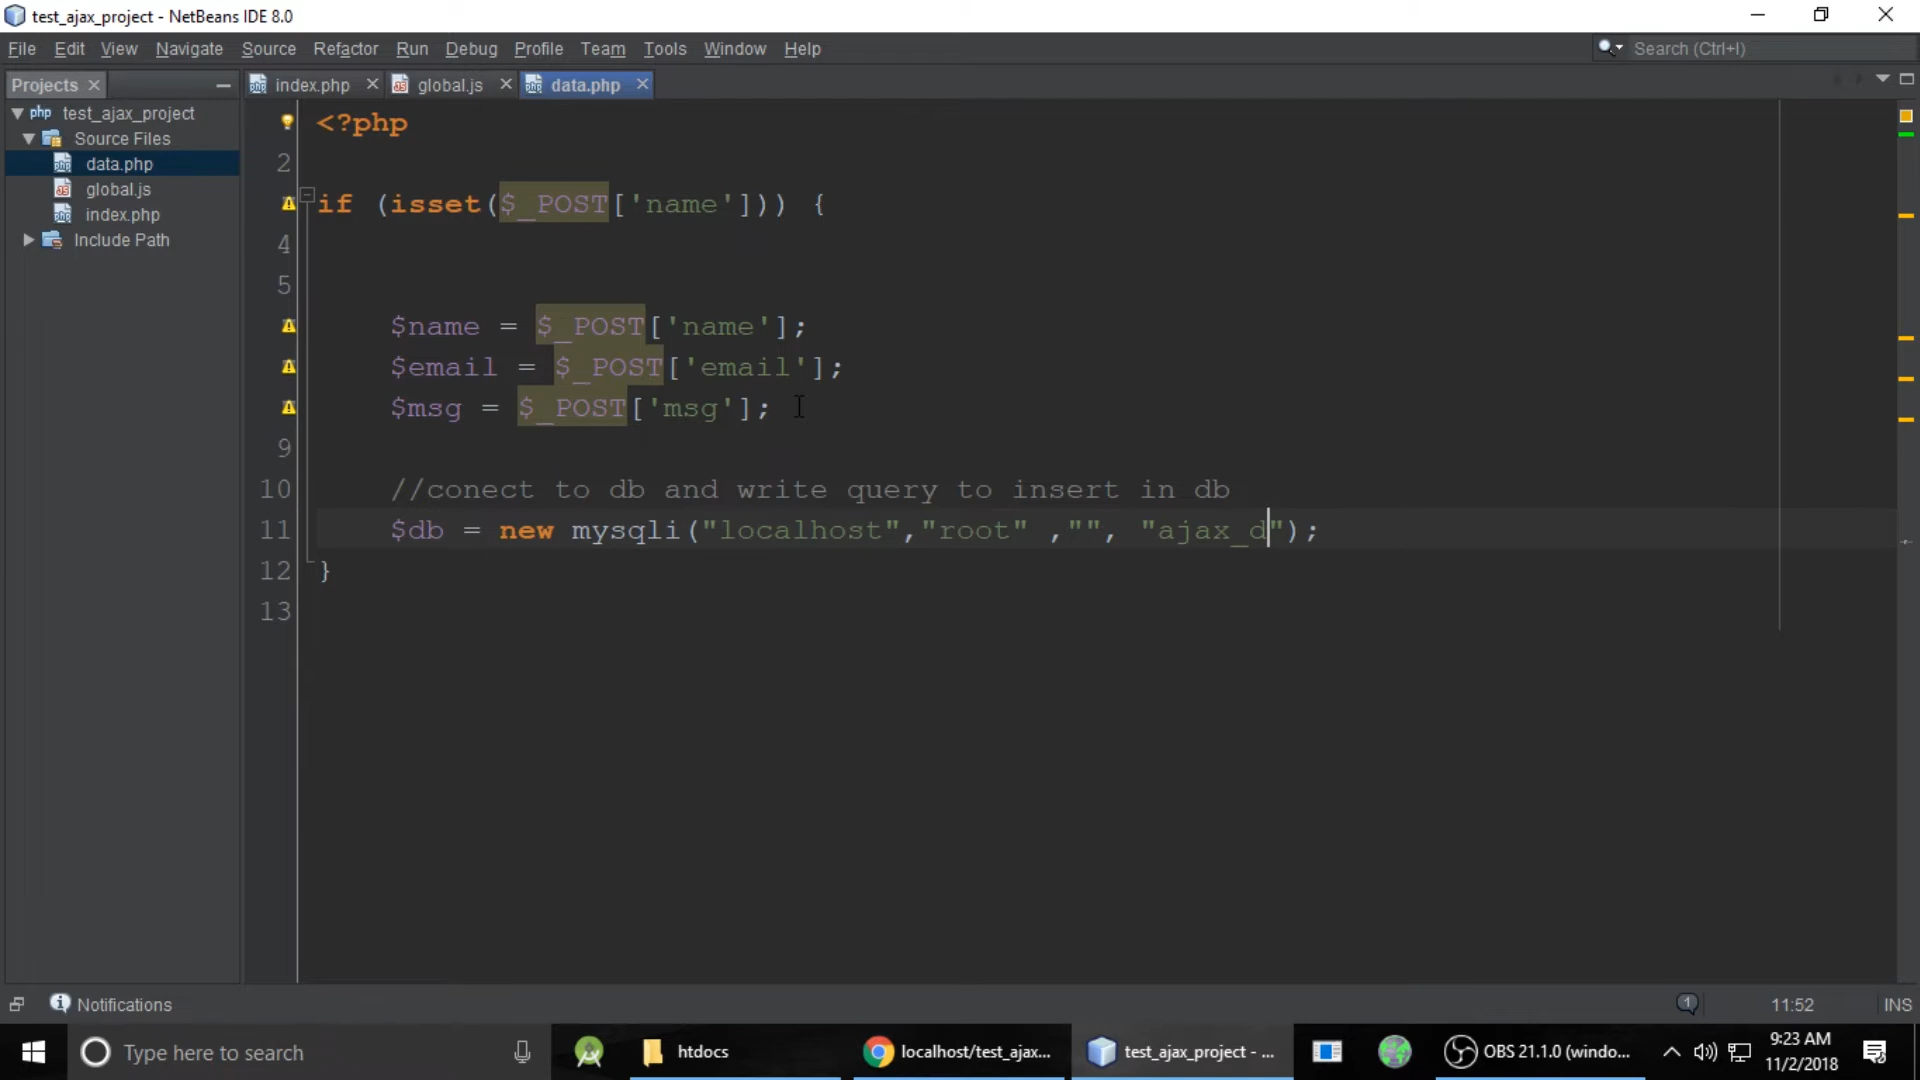 test_ajax_project - NetBeans IDE 8.0
File Edit View Navigate Source Refactor Run Debug Profile Team Tools Window Help
Search (Ctrl+I)
Projects
index.php
global.js
data.php
test_ajax_project
Source Files
data.php
global.js
index.php
Include Path
<?php
2
if (isset($_POST['name'])) {
4
5
$name = $_POST['name'];
$email = $_POST['email'];
$msg = $_POST['msg'];
9
10 //conect to db and write query to insert in db
11 $db = new mysqli("localhost","root" ,"", "ajax_d");
12 }
13
Notifications
1
11:52
INS
Type here to search
htdocs
localhost/test_ajax...
test_ajax_project - ...
OBS 21.1.0 (windo...
9:23 AM
11/2/2018